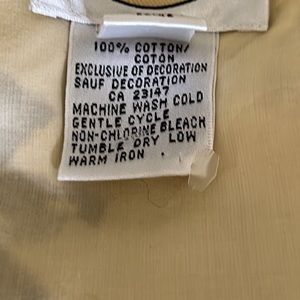 100% COTTON/
COTON
EXCLUSIVE OF DECORATION
SAUF DECORATION
CA 23147
MACHINE WASH COLD
GENTLE CYCLE
NON-CHLORINE BLEACH
TUMBLE DRY LOW
WARM IRON